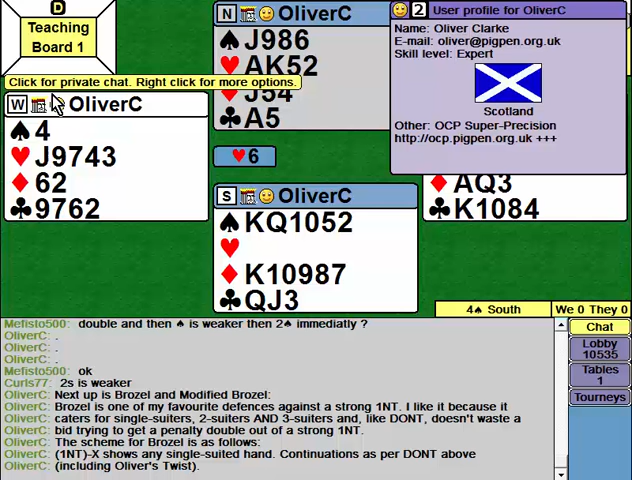 D
Teaching
Board 1
N OliverC
♠ J986
♥ AK52
♦ J54
♣ A5
2 User profile for OliverC
Name: Oliver Clarke
E-mail: oliver@pigpen.org.uk
Skill level: Expert
Scotland
Other: OCP Super-Precision
http://ocp.pigpen.org.uk +++
Click for private chat. Right click for more options.
W OliverC
♠ 4
♥ J9743
♦ 62
♣ 9762
♥6
♦ AQ3
♣ K1084
S OliverC
♠ KQ1052
♥
♦ K10987
♣ QJ3
4♠ South We 0 They 0
Mefisto500: double and then ♠ is weaker then 2♠ immediatly ?
OliverC: .
OliverC: .
OliverC: .
Mefisto500: ok
Curls77: 2s is weaker
OliverC: Next up is Brozel and Modified Brozel:
OliverC: Brozel is one of my favourite defences against a strong 1NT. I like it because it
OliverC: caters for single-suiters, 2-suiters AND 3-suiters and, like DONT, doesn't waste a
OliverC: bid trying to get a penalty double out of a strong 1NT.
OliverC: The scheme for Brozel is as follows:
OliverC: (1NT)-X shows any single-suited hand. Continuations as per DONT above
OliverC: (including Oliver's Twist).
Chat
Lobby
10535
Tables
1
Tourneys